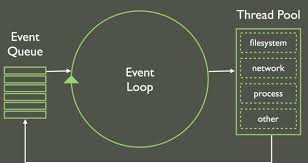 Event
Queue
Event
Loop
Thread Pool
filesystem
network
process
other